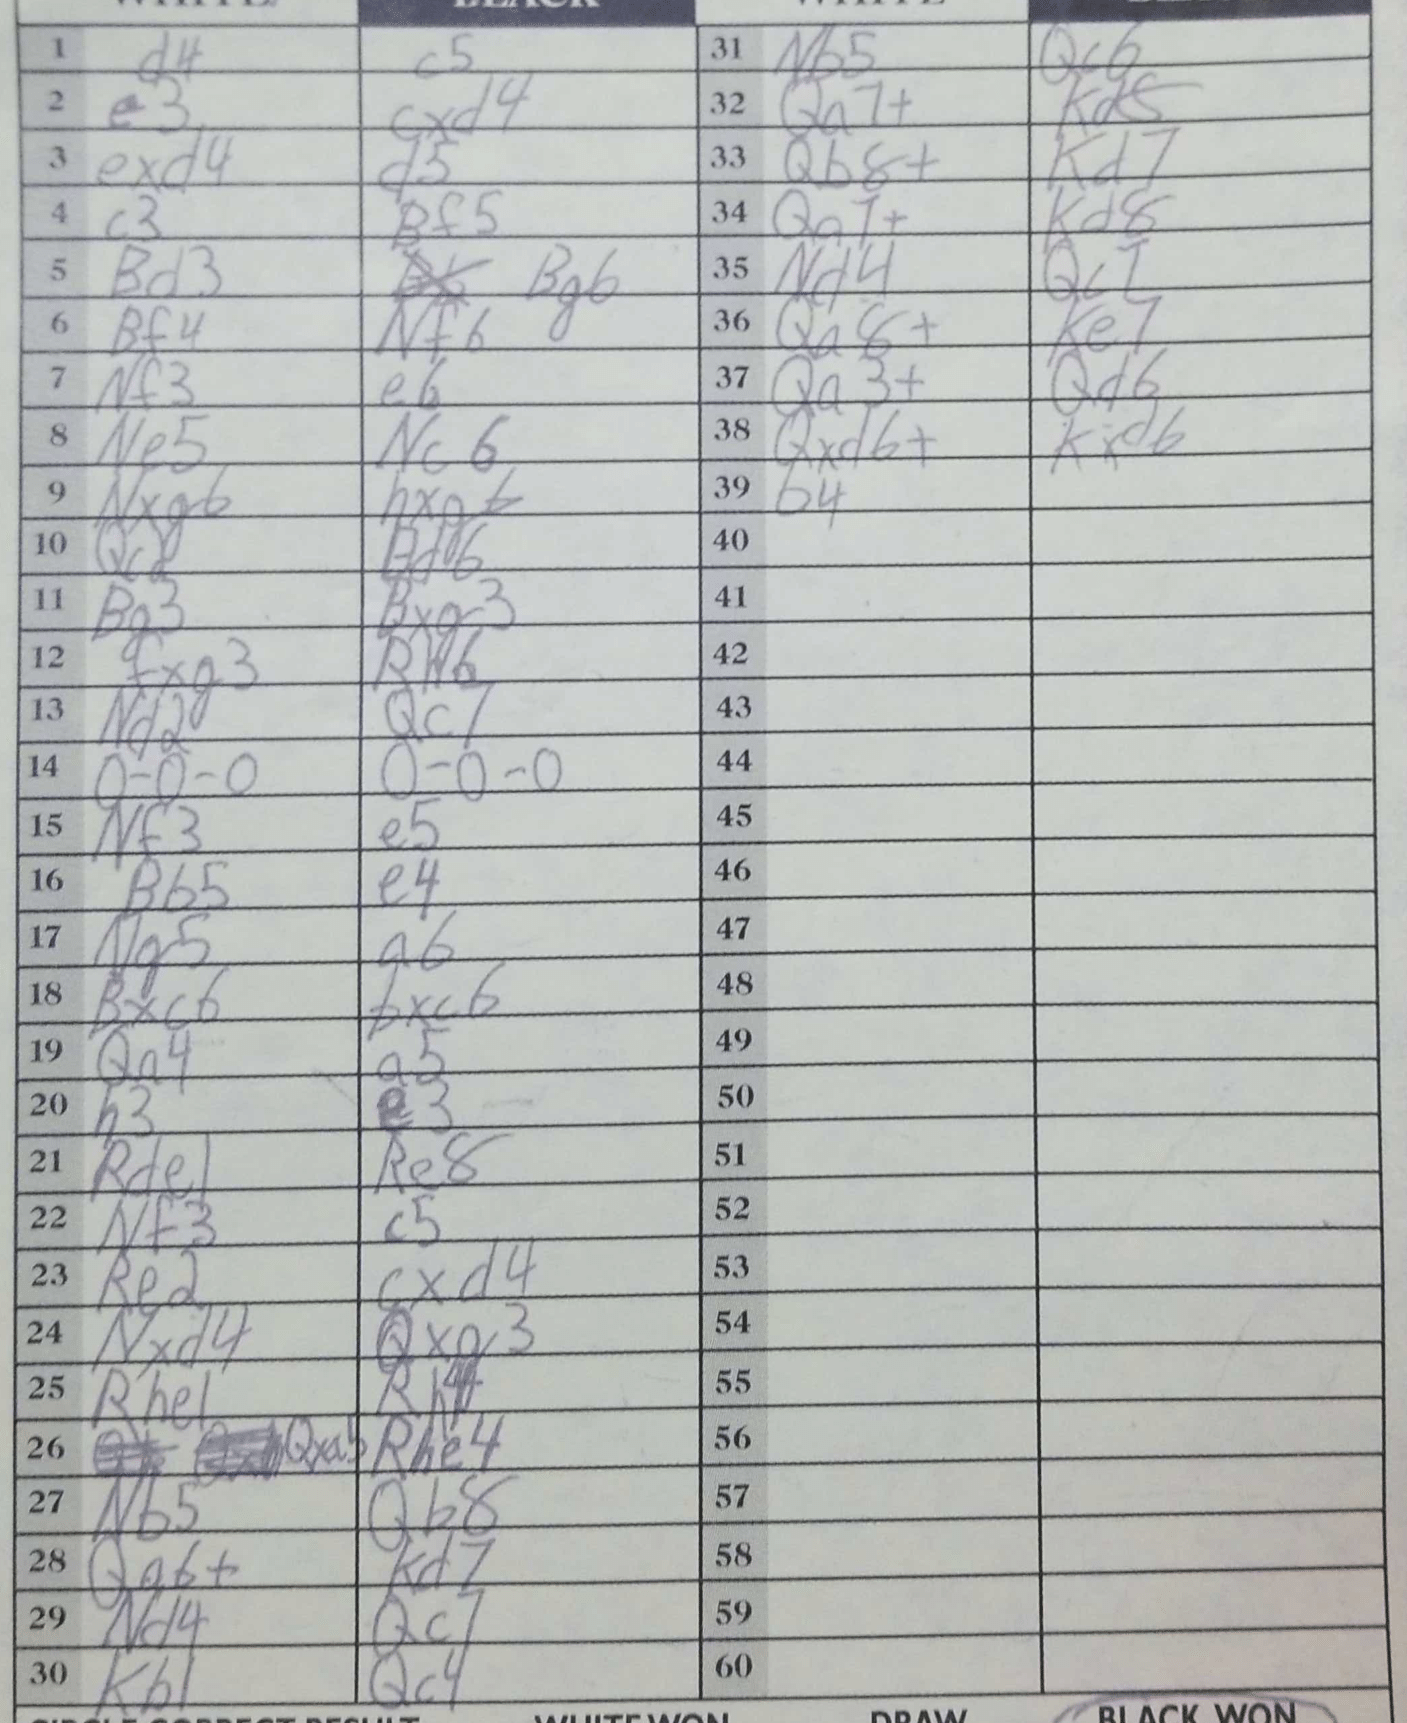 WHITE BLACK WHITE
1 d4 c5 31 Nb5 Qc6
2 e3 cxd4 32 Qa7+ Kd8
3 exd4 d5 33 Qb8+ Kd7
4 c3 Bf5 34 Qa7+ Kd8
5 Bd3 Bg6 35 Nd4 Qc7
6 Bf4 Nf6 36 Qa8+ Ke7
7 Nf3 e6 37 Qa3+ Qd6
8 Ne5 Nc6 38 Qxd6+ Kxd6
9 Nxg6 hxg6 39 b4
10 Qc2 Bd6 40
11 Bg3 Bxg3 41
12 fxg3 Rh6 42
13 Nd2 Qc7 43
14 0-0-0 0-0-0 44
15 Nf3 e5 45
16 Bb5 e4 46
17 Ng5 a6 47
18 Bxc6 bxc6 48
19 Qa4 a5 49
20 h3 e3 50
21 Rde1 Re8 51
22 Nf3 c5 52
23 Re2 cxd4 53
24 Nxd4 Qxg3 54
25 Rhe1 Rh4 55
26 Qxa5 Rhe4 56
27 Nb5 Qb8 57
28 Qa6+ Kd7 58
29 Nd4 Qc7 59
30 Kb1 Qc4 60
CIRCLE CORRECT RESULT WHITE WON DRAW BLACK WON